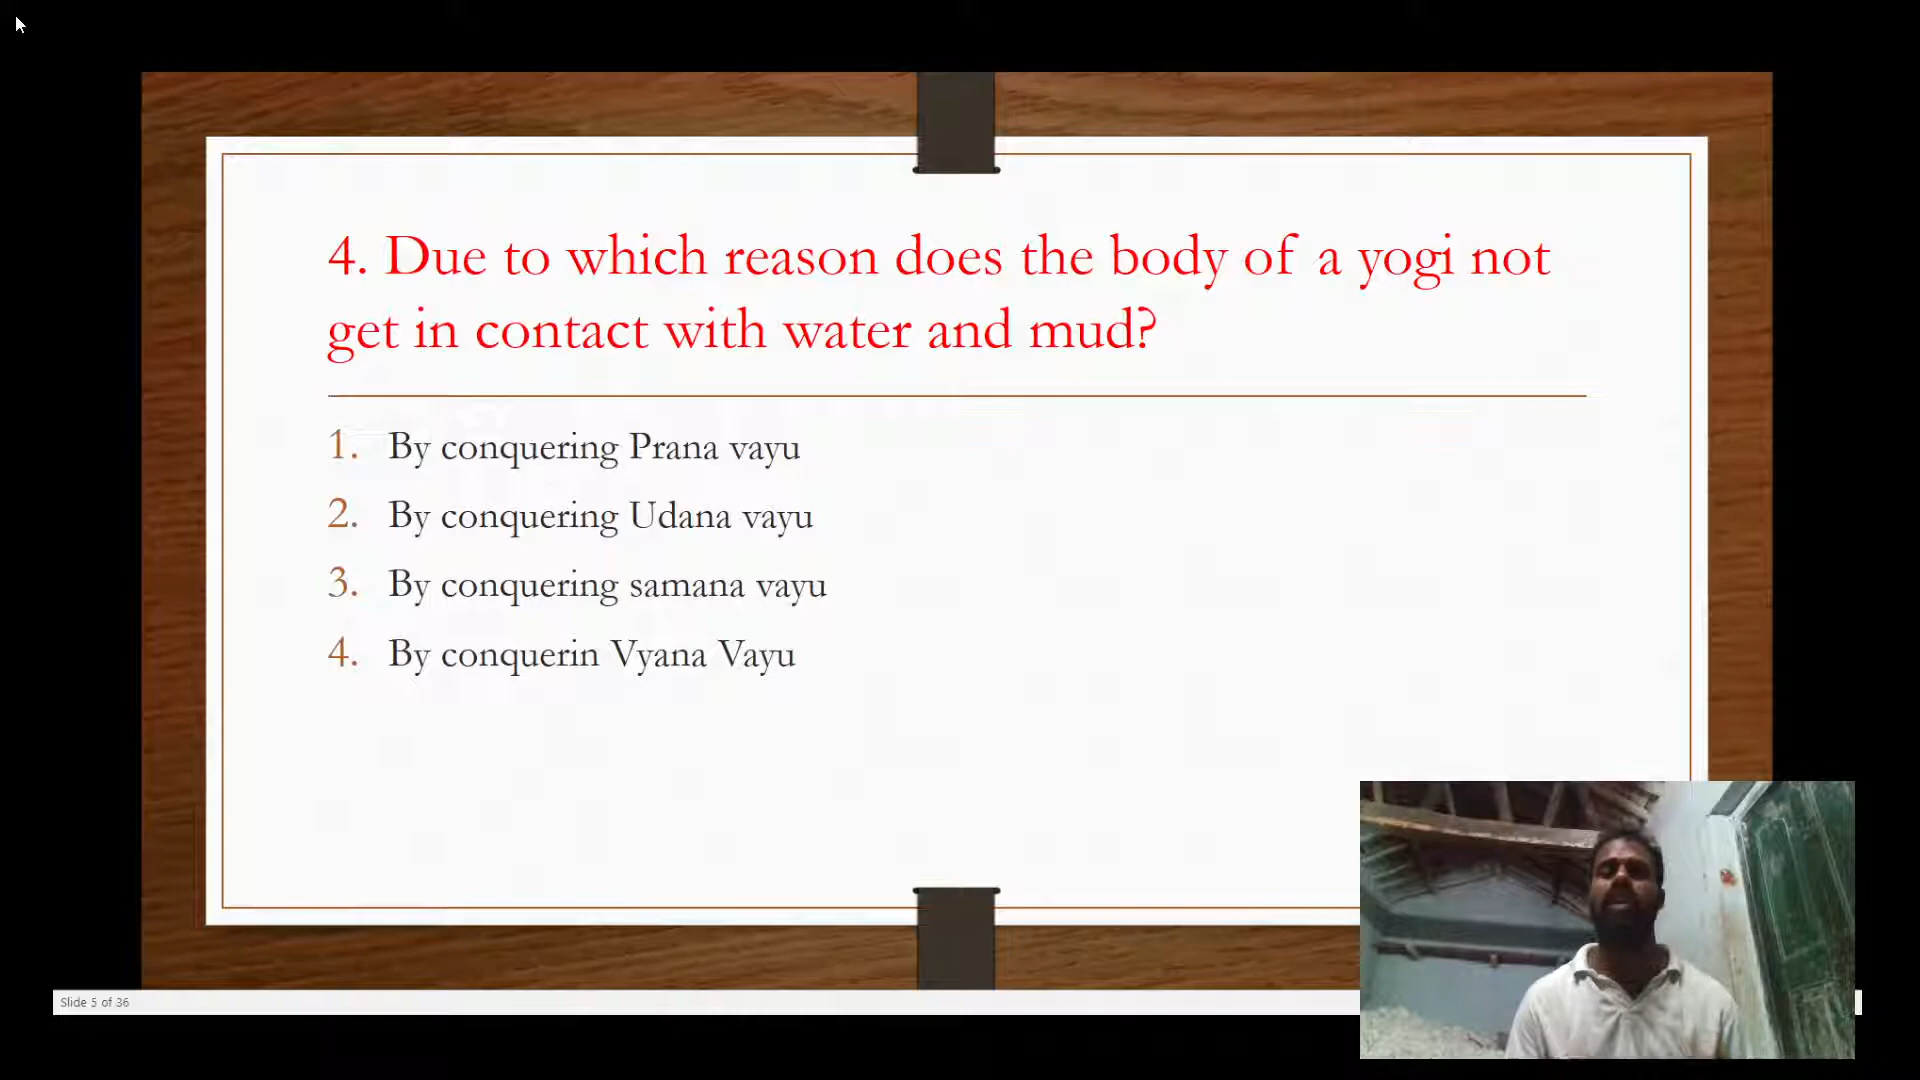 4. Due to which reason does the body of a yogi not
get in contact with water and mud?
1. By conquering Prana vayu
2. By conquering Udana vayu
3. By conquering samana vayu
4. By conquerin Vyana Vayu
Slide 5 of 36